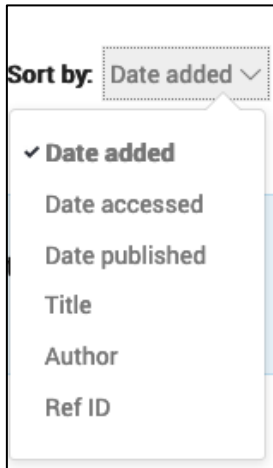 Sort by: Date added
Date added
Date accessed
Date published
Title
Author
Ref ID